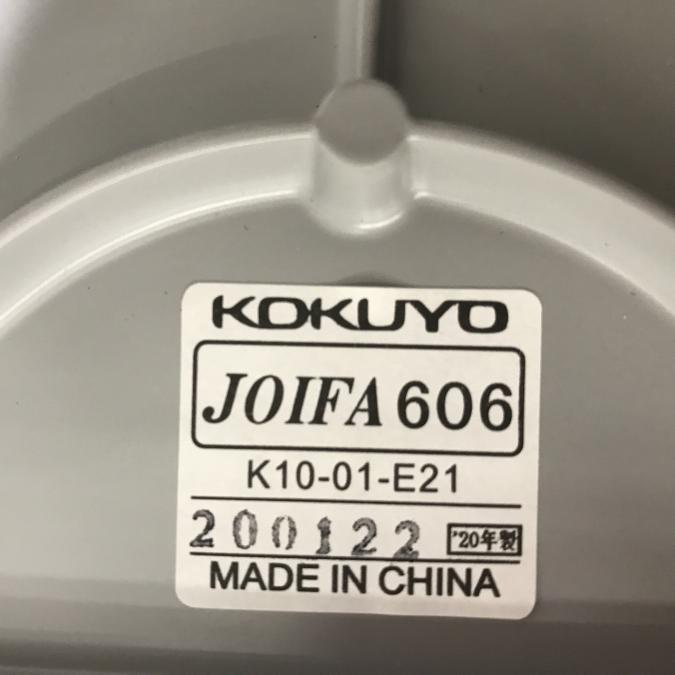 KOKUYO
JOIFA 606
K10-01-E21
200122 '20年製
MADE IN CHINA